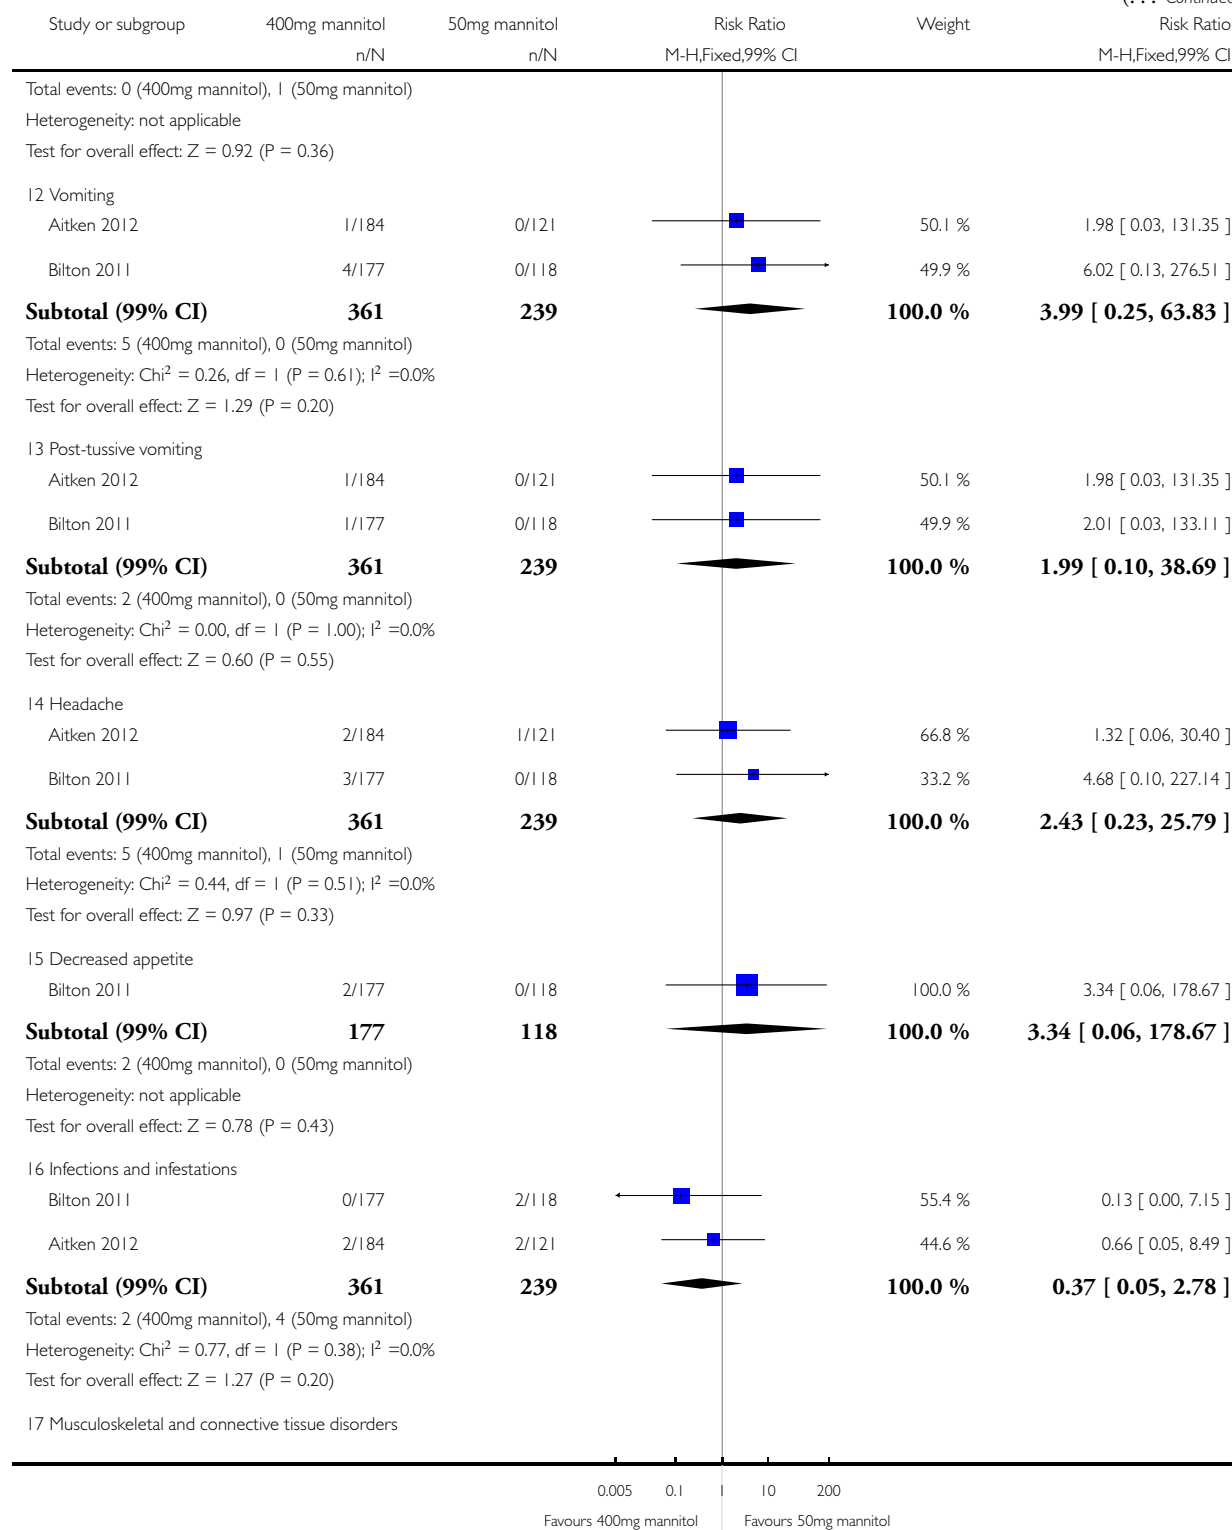 (... Continued
Study or subgroup 400mg mannitol 50mg mannitol Risk Ratio Weight Risk Ratio
n/N n/N M-H,Fixed,99% CI M-H,Fixed,99% CI
Total events: 0 (400mg mannitol), 1 (50mg mannitol)
Heterogeneity: not applicable
Test for overall effect: Z = 0.92 (P = 0.36)
12 Vomiting
Aitken 2012 1/184 0/121 50.1 % 1.98 [ 0.03, 131.35 ]
Bilton 2011 4/177 0/118 49.9 % 6.02 [ 0.13, 276.51 ]
Subtotal (99% CI) 361 239 100.0 % 3.99 [ 0.25, 63.83 ]
Total events: 5 (400mg mannitol), 0 (50mg mannitol)
Heterogeneity: Chi² = 0.26, df = 1 (P = 0.61); I² =0.0%
Test for overall effect: Z = 1.29 (P = 0.20)
13 Post-tussive vomiting
Aitken 2012 1/184 0/121 50.1 % 1.98 [ 0.03, 131.35 ]
Bilton 2011 1/177 0/118 49.9 % 2.01 [ 0.03, 133.11 ]
Subtotal (99% CI) 361 239 100.0 % 1.99 [ 0.10, 38.69 ]
Total events: 2 (400mg mannitol), 0 (50mg mannitol)
Heterogeneity: Chi² = 0.00, df = 1 (P = 1.00); I² =0.0%
Test for overall effect: Z = 0.60 (P = 0.55)
14 Headache
Aitken 2012 2/184 1/121 66.8 % 1.32 [ 0.06, 30.40 ]
Bilton 2011 3/177 0/118 33.2 % 4.68 [ 0.10, 227.14 ]
Subtotal (99% CI) 361 239 100.0 % 2.43 [ 0.23, 25.79 ]
Total events: 5 (400mg mannitol), 1 (50mg mannitol)
Heterogeneity: Chi² = 0.44, df = 1 (P = 0.51); I² =0.0%
Test for overall effect: Z = 0.97 (P = 0.33)
15 Decreased appetite
Bilton 2011 2/177 0/118 100.0 % 3.34 [ 0.06, 178.67 ]
Subtotal (99% CI) 177 118 100.0 % 3.34 [ 0.06, 178.67 ]
Total events: 2 (400mg mannitol), 0 (50mg mannitol)
Heterogeneity: not applicable
Test for overall effect: Z = 0.78 (P = 0.43)
16 Infections and infestations
Bilton 2011 0/177 2/118 55.4 % 0.13 [ 0.00, 7.15 ]
Aitken 2012 2/184 2/121 44.6 % 0.66 [ 0.05, 8.49 ]
Subtotal (99% CI) 361 239 100.0 % 0.37 [ 0.05, 2.78 ]
Total events: 2 (400mg mannitol), 4 (50mg mannitol)
Heterogeneity: Chi² = 0.77, df = 1 (P = 0.38); I² =0.0%
Test for overall effect: Z = 1.27 (P = 0.20)
17 Musculoskeletal and connective tissue disorders
0.005 0.1 1 10 200
Favours 400mg mannitol Favours 50mg mannitol